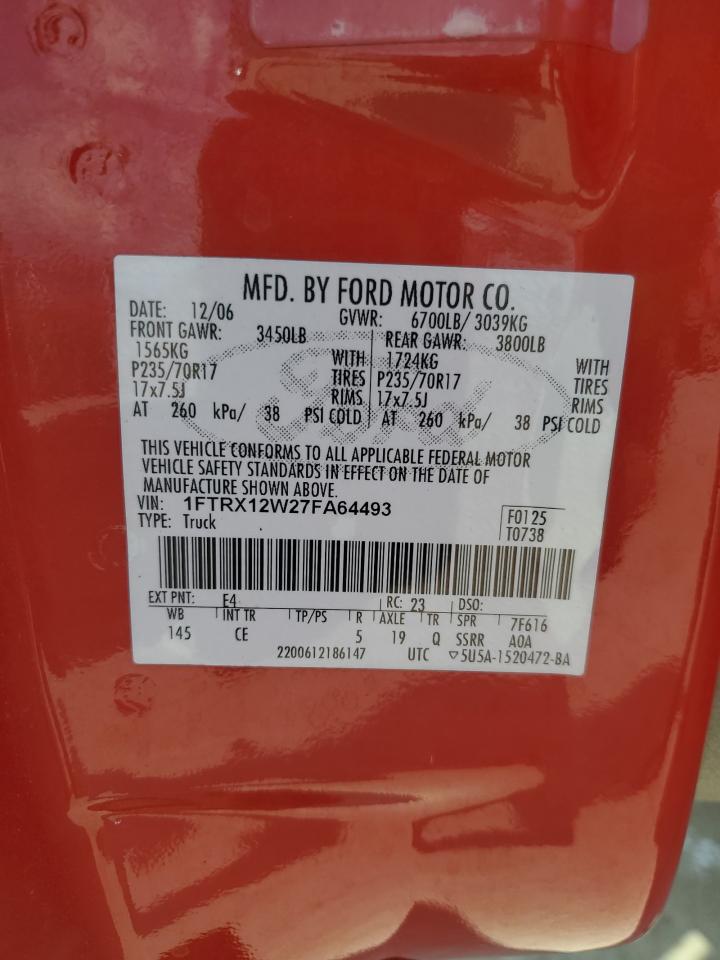 MFD. BY FORD MOTOR CO.
DATE: 12/06 GVWR: 6700LB/ 3039KG
FRONT GAWR: 3450LB REAR GAWR: 3800LB
1565KG WITH 1724KG WITH
P235/70R17 TIRES P235/70R17 TIRES
17x7.5J RIMS 17x7.5J RIMS
AT 260 kPa/ 38 PSI COLD AT 260 kPa/ 38 PSI COLD
Ford
THIS VEHICLE CONFORMS TO ALL APPLICABLE FEDERAL MOTOR
VEHICLE SAFETY STANDARDS IN EFFECT ON THE DATE OF
MANUFACTURE SHOWN ABOVE.
VIN: 1FTRX12W27FA64493 F0125
TYPE: Truck T0738
EXT PNT: E4 RC: 23 DSO:
WB INT TR TP/PS R AXLE TR SPR 7F616
145 CE 5 19 Q SSRR A0A
2200612186147 UTC ▽5U5A-1520472-BA